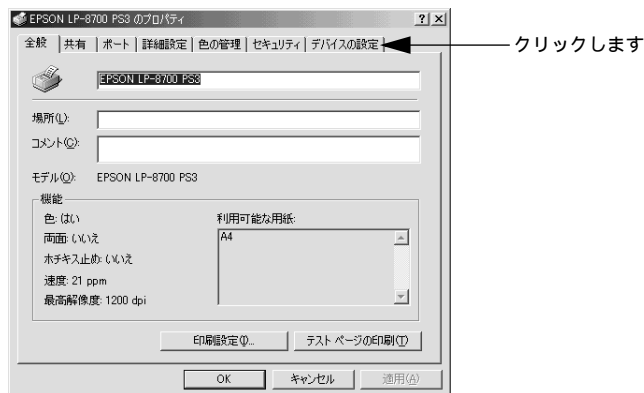 EPSON LP-8700 PS3 のプロパティ
全般 共有 ポート 詳細設定 色の管理 セキュリティ デバイスの設定
クリックします
EPSON LP-8700 PS3
場所(L):
コメント(C):
モデル(O): EPSON LP-8700 PS3
機能
色: はい
利用可能な用紙:
両面: いいえ
A4
ホチキス止め: いいえ
速度: 21 ppm
最高解像度: 1200 dpi
印刷設定(I)... テスト ページの印刷(T)
OK キャンセル 適用(A)